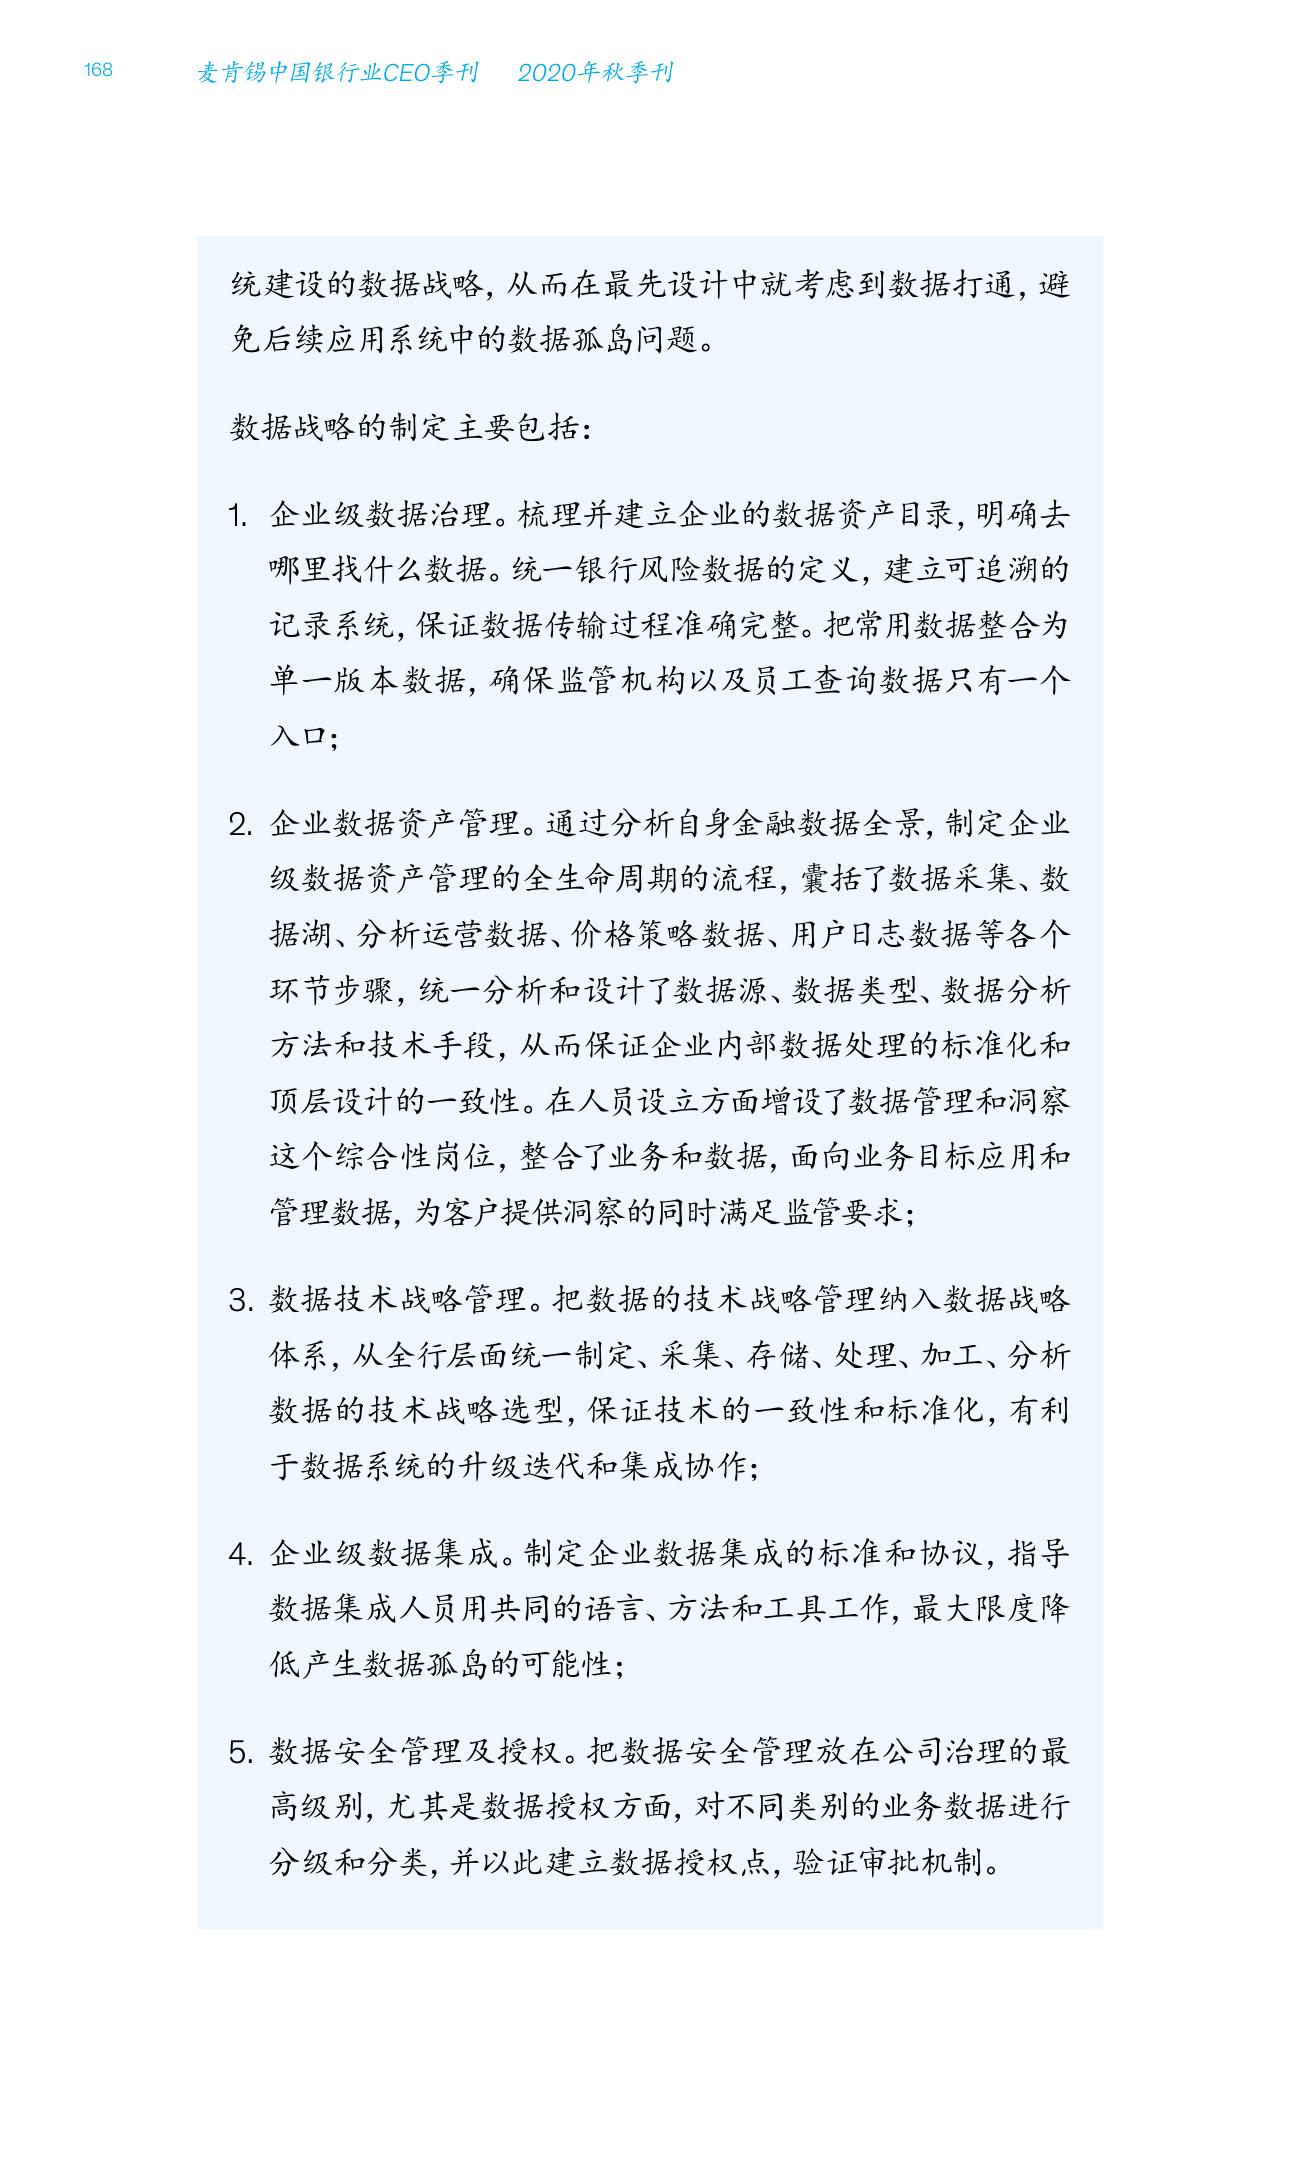 168
麦肯锡中国银行业CEO季刊 2020年秋季刊
统建设的数据战略，从而在最先设计中就考虑到数据打通，避
免后续应用系统中的数据孤岛问题。
数据战略的制定主要包括：
1. 企业级数据治理。梳理并建立企业的数据资产目录，明确去
哪里找什么数据。统一银行风险数据的定义，建立可追溯的
记录系统，保证数据传输过程准确完整。把常用数据整合为
单一版本数据，确保监管机构以及员工查询数据只有一个
入口；
2. 企业数据资产管理。通过分析自身金融数据全景，制定企业
级数据资产管理的全生命周期的流程，囊括了数据采集、数
据湖、分析运营数据、价格策略数据、用户日志数据等各个
环节步骤，统一分析和设计了数据源、数据类型、数据分析
方法和技术手段，从而保证企业内部数据处理的标准化和
顶层设计的一致性。在人员设立方面增设了数据管理和洞察
这个综合性岗位，整合了业务和数据，面向业务目标应用和
管理数据，为客户提供洞察的同时满足监管要求；
3. 数据技术战略管理。把数据的技术战略管理纳入数据战略
体系，从全行层面统一制定、采集、存储、处理、加工、分析
数据的技术战略选型，保证技术的一致性和标准化，有利
于数据系统的升级迭代和集成协作；
4. 企业级数据集成。制定企业数据集成的标准和协议，指导
数据集成人员用共同的语言、方法和工具工作，最大限度降
低产生数据孤岛的可能性；
5. 数据安全管理及授权。把数据安全管理放在公司治理的最
高级别，尤其是数据授权方面，对不同类别的业务数据进行
分级和分类，并以此建立数据授权点，验证审批机制。